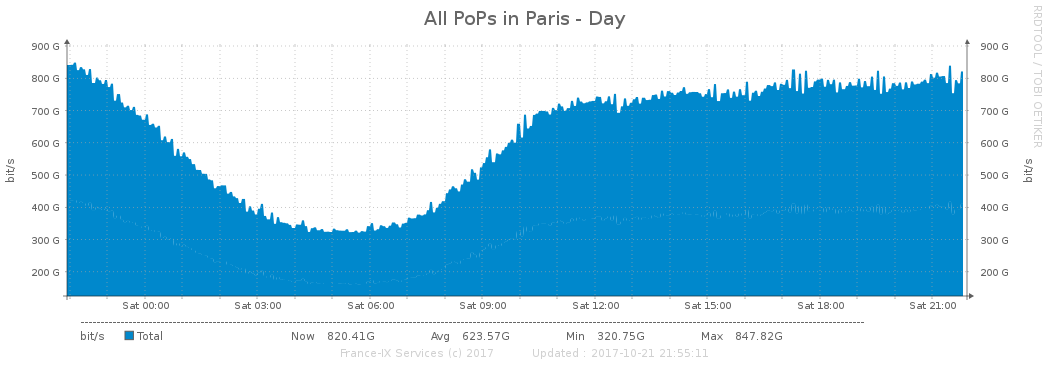 All PoPs in Paris - Day
RRDTOOL / TOBI OETIKER
900 G 900 G
800 G 800 G
700 G 700 G
600 G 600 G
500 G 500 G
400 G 400 G
300 G 300 G
200 G 200 G
bit/s bit/s
Sat 00:00 Sat 03:00 Sat 06:00 Sat 09:00 Sat 12:00 Sat 15:00 Sat 18:00 Sat 21:00
bit/s Total Now 820.41G Avg 623.57G Min 320.75G Max 847.82G
France-IX Services (c) 2017 Updated : 2017-10-21 21:55:11